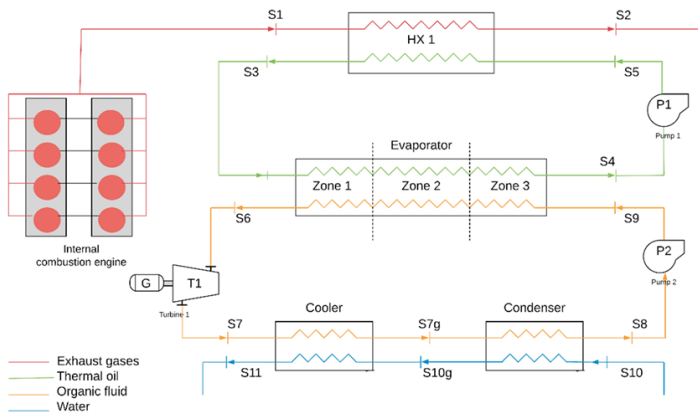 S1
S2
HX 1
S3
S5
P1
Pump 1
Evaporator
S4
Zone 1
Zone 2
Zone 3
S6
S9
Internal
combustion engine
P2
Pump 2
G
T1
Turbine 1
Cooler
Condenser
S7
S7g
S8
S11
S10g
S10
Exhaust gases
Thermal oil
Organic fluid
Water